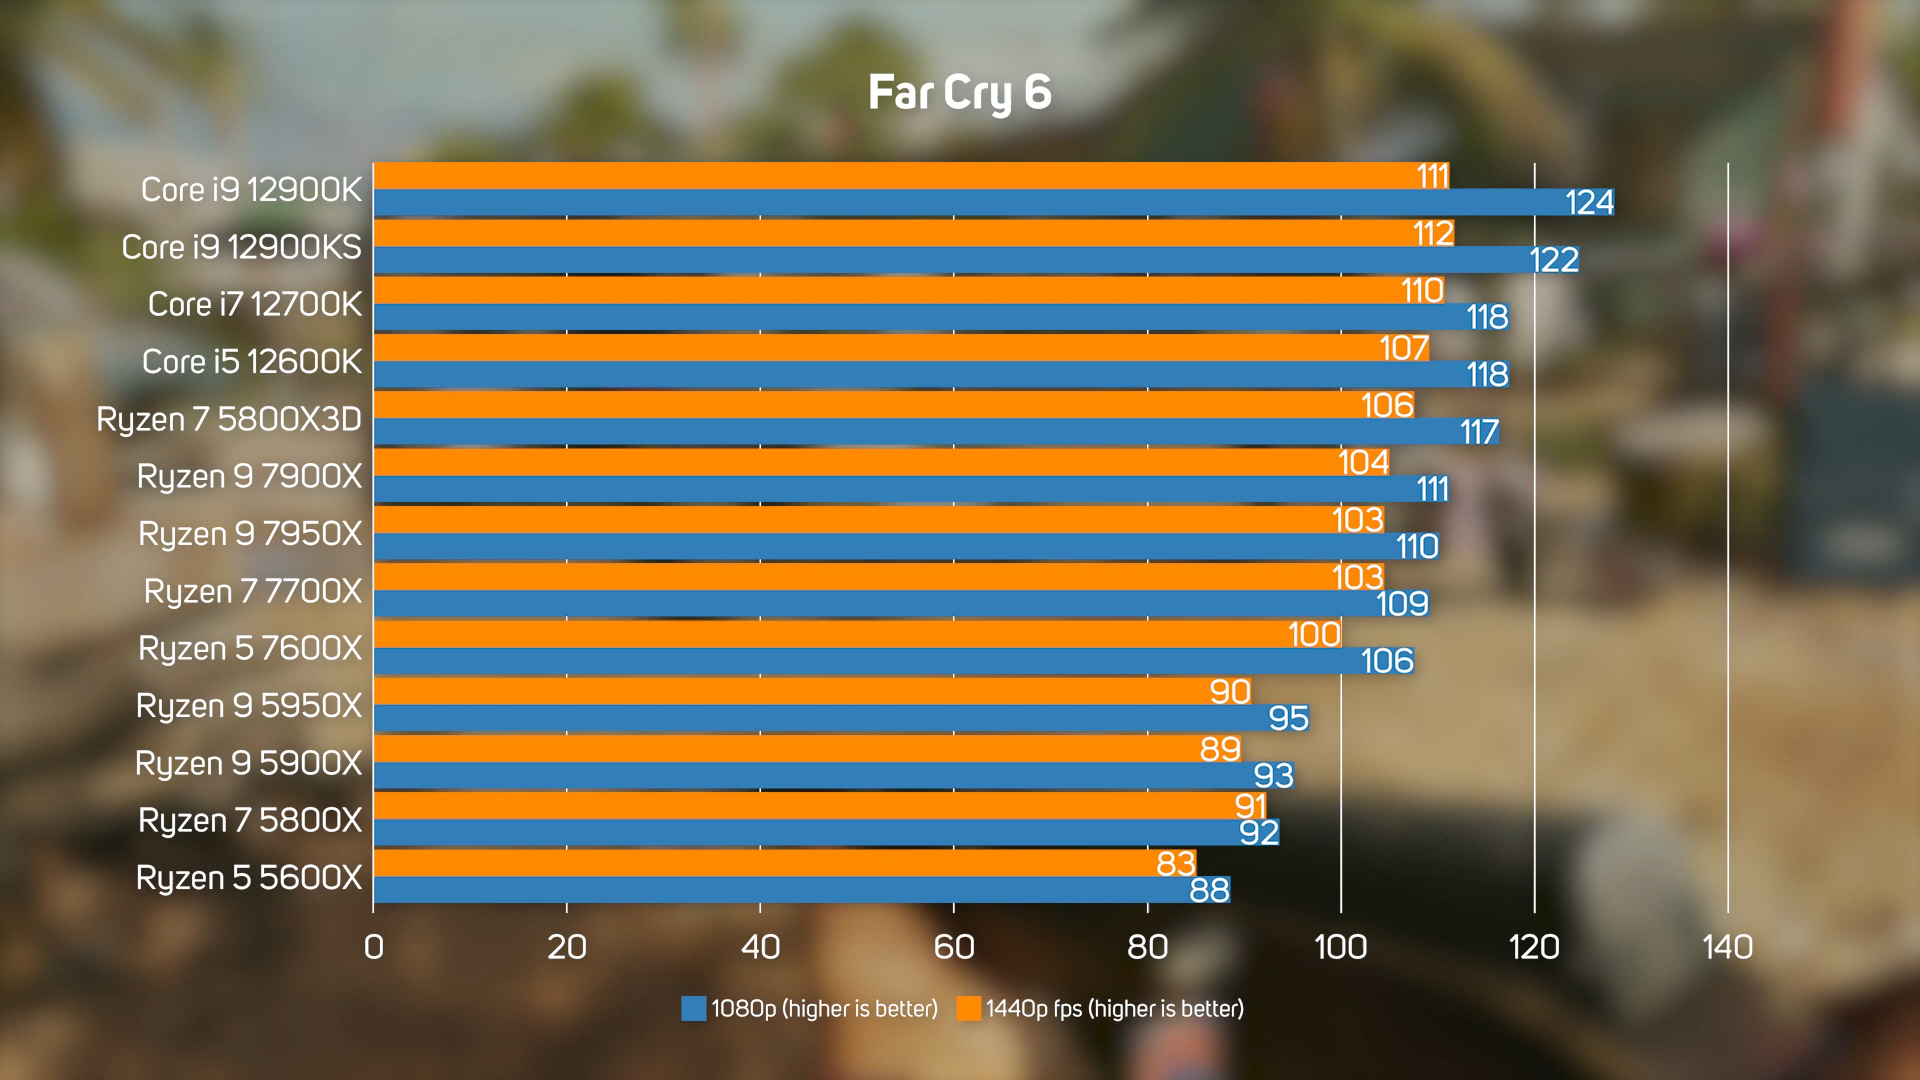 Far Cry 6
Core i9 12900K
111
124
Core i9 12900KS
112
122
Core i7 12700K
110
118
Core i5 12600K
107
118
Ryzen 7 5800X3D
106
117
Ryzen 9 7900X
104
111
Ryzen 9 7950X
103
110
Ryzen 7 7700X
103
109
Ryzen 5 7600X
100
106
Ryzen 9 5950X
90
95
Ryzen 9 5900X
89
93
Ryzen 7 5800X
91
92
Ryzen 5 5600X
83
88
0 20 40 60 80 100 120 140
1080p (higher is better) 1440p fps (higher is better)